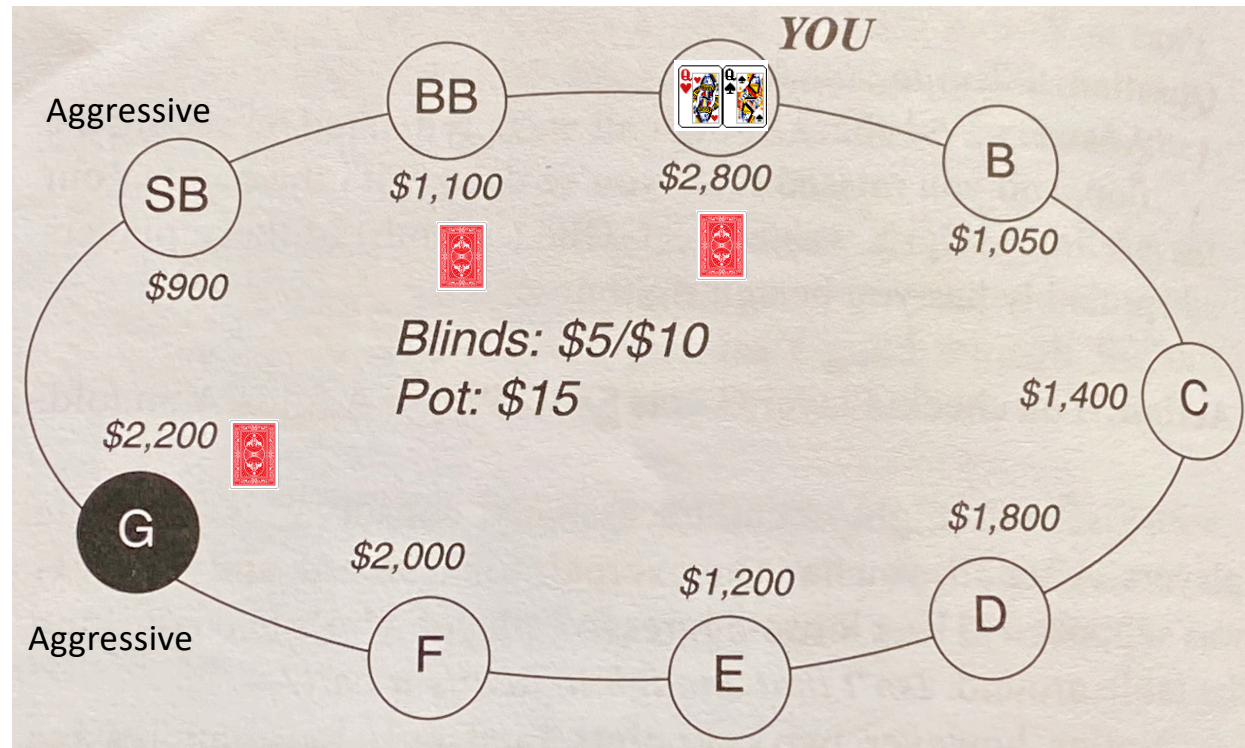 YOU
Aggressive
BB
B
SB
$1,100
$2,800
$1,050
$900
Blinds: $5/$10
Pot: $15
$1,400
C
$2,200
G
$1,800
D
$2,000
$1,200
Aggressive
F
E
Q
Q